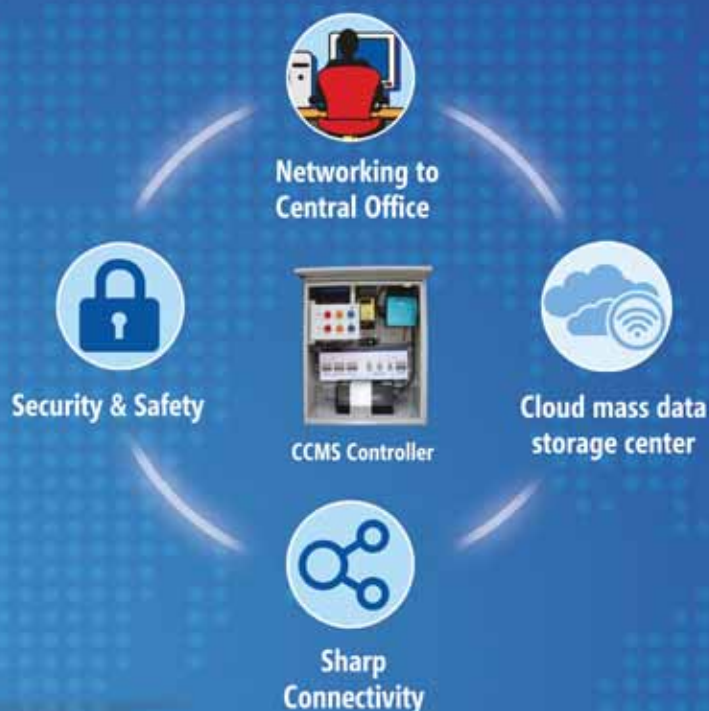 Networking to
Central Office
Security & Safety
CCMS Controller
Cloud mass data
storage center
Sharp
Connectivity